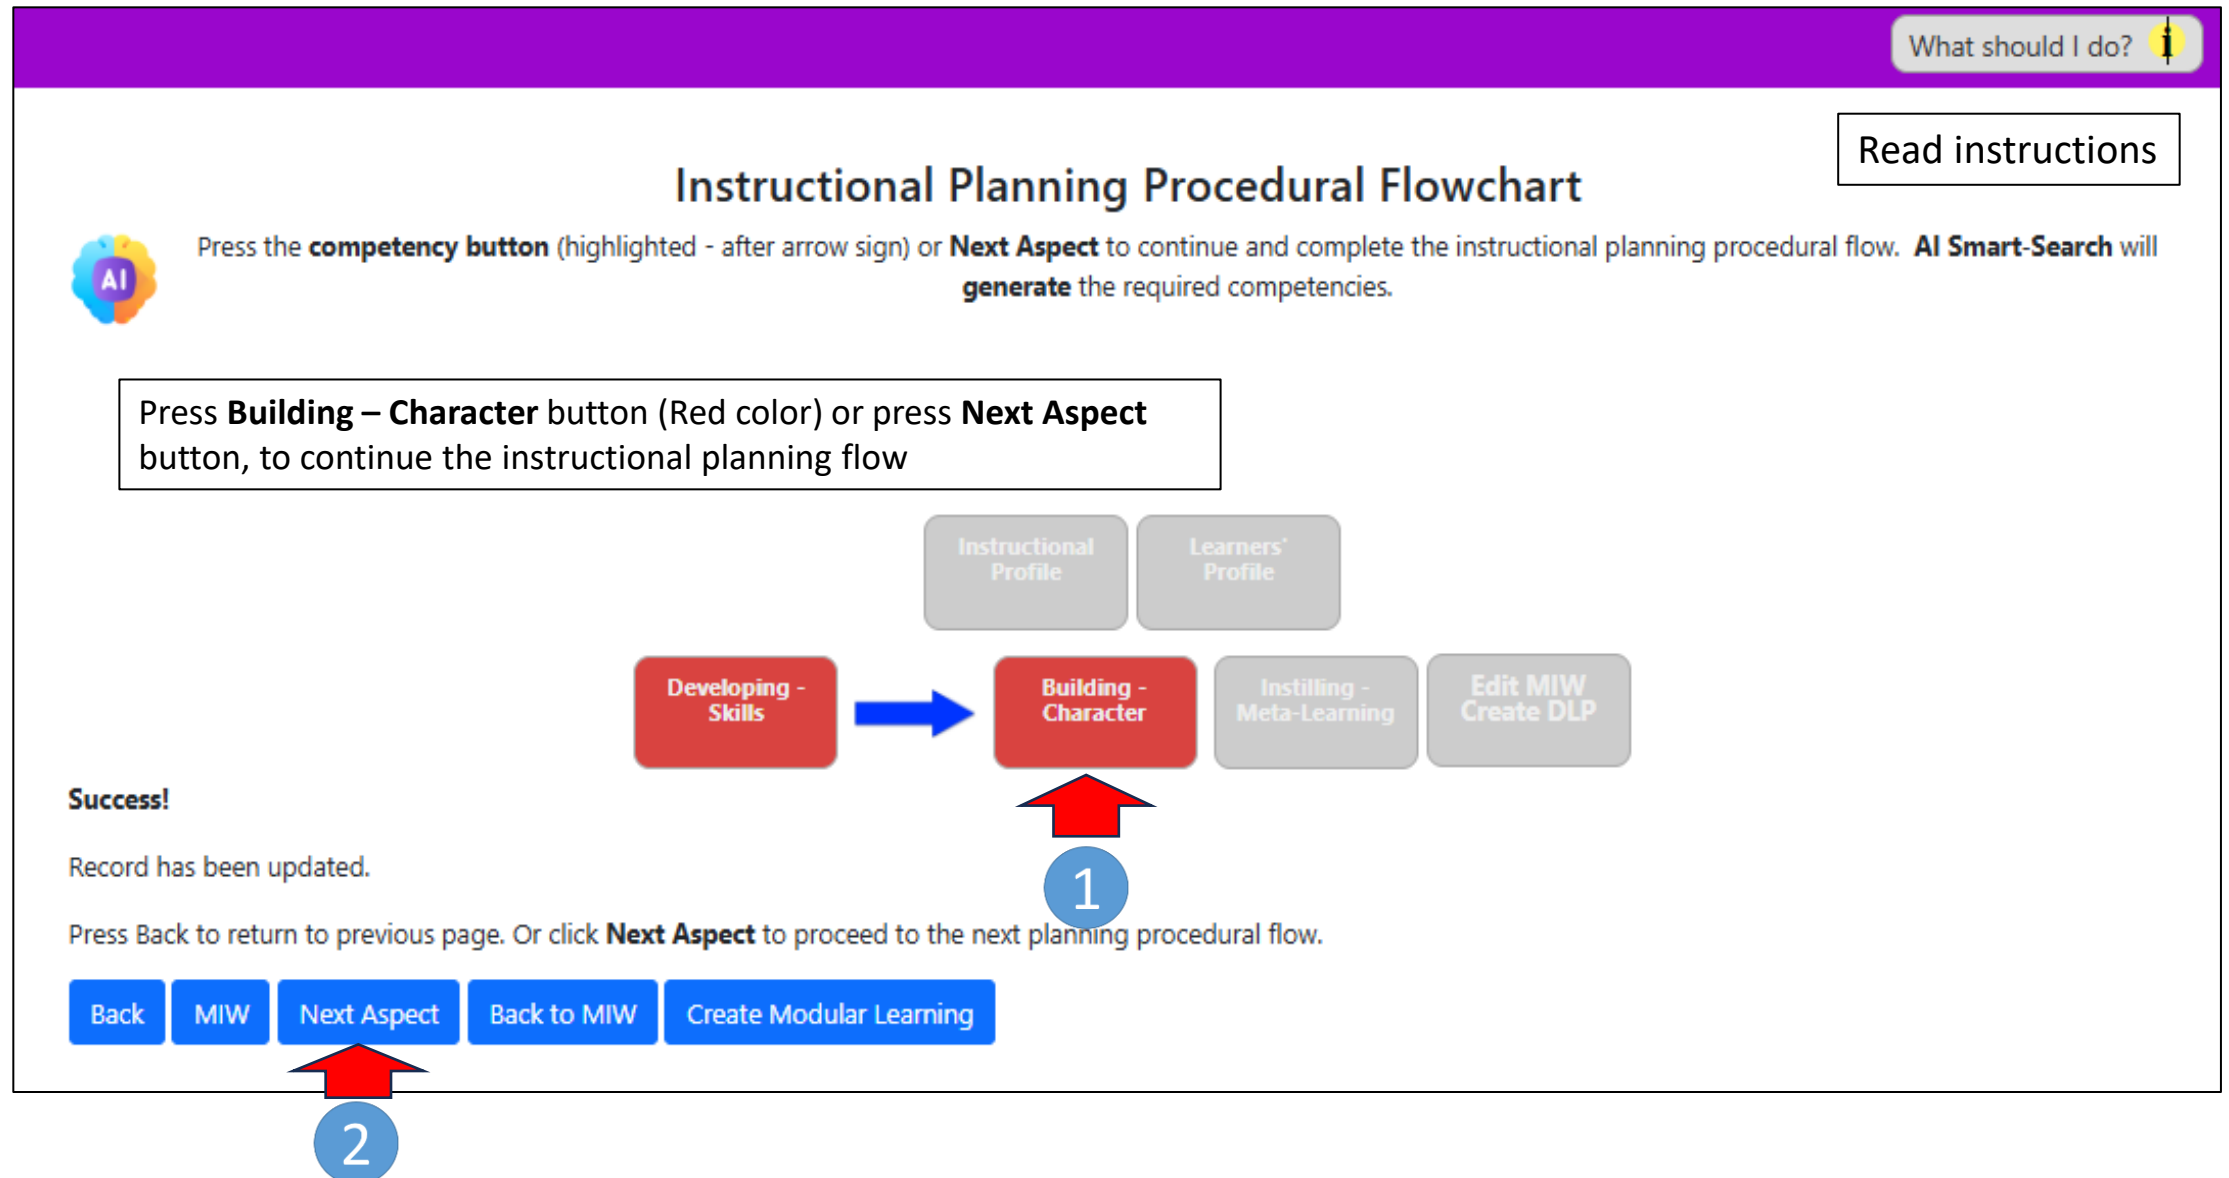 What should I do? i
Read instructions
Instructional Planning Procedural Flowchart
AI
Press the competency button (highlighted - after arrow sign) or Next Aspect to continue and complete the instructional planning procedural flow. AI Smart-Search will
generate the required competencies.
Press Building – Character button (Red color) or press Next Aspect
button, to continue the instructional planning flow
Instructional
Profile
Learners'
Profile
Developing -
Skills
Building -
Character
Instilling -
Meta-Learning
Edit MIW
Create DLP
Success!
Record has been updated.
1
Press Back to return to previous page. Or click Next Aspect to proceed to the next planning procedural flow.
Back
MIW
Next Aspect
Back to MIW
Create Modular Learning
2